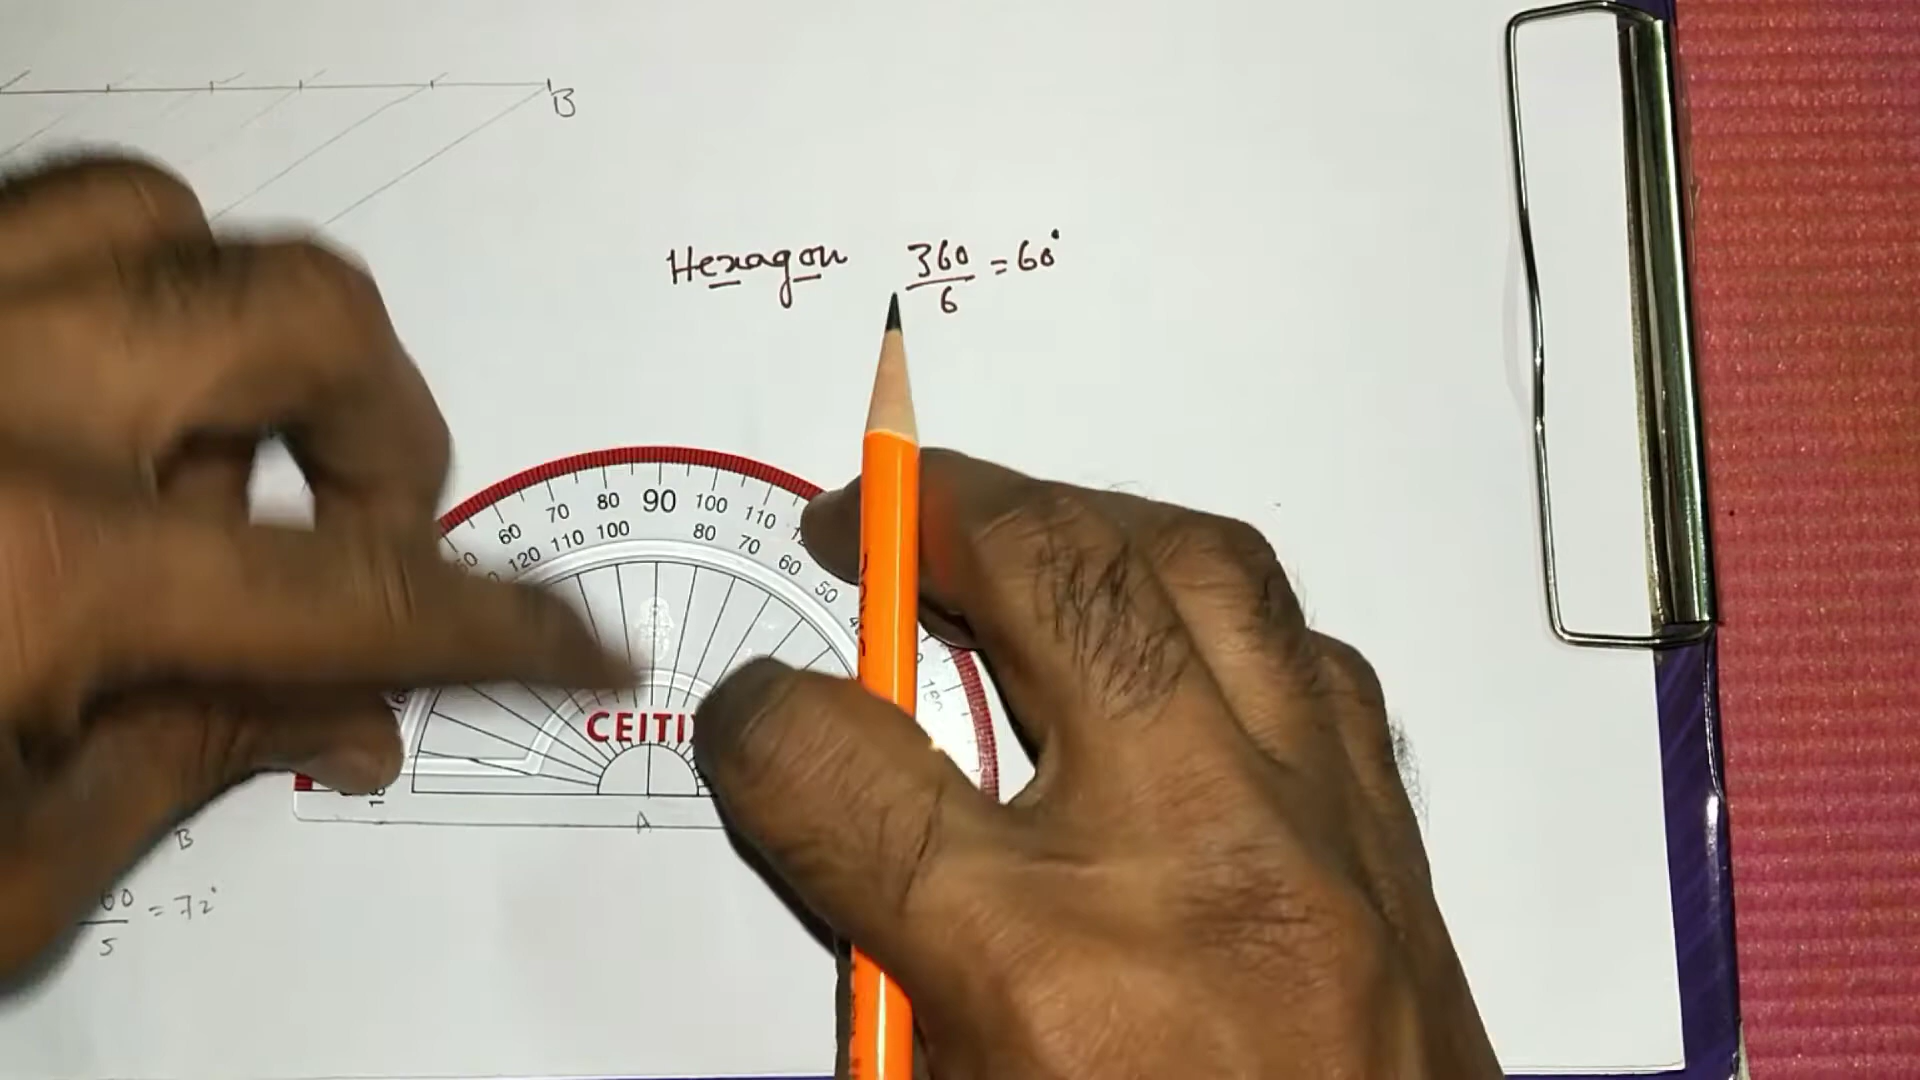 B
Hexagon 360/6 = 60°
60 70 80 90 100 110
120 110 100 80 70 60 50
CEITI
A
B
60/5 = 72°